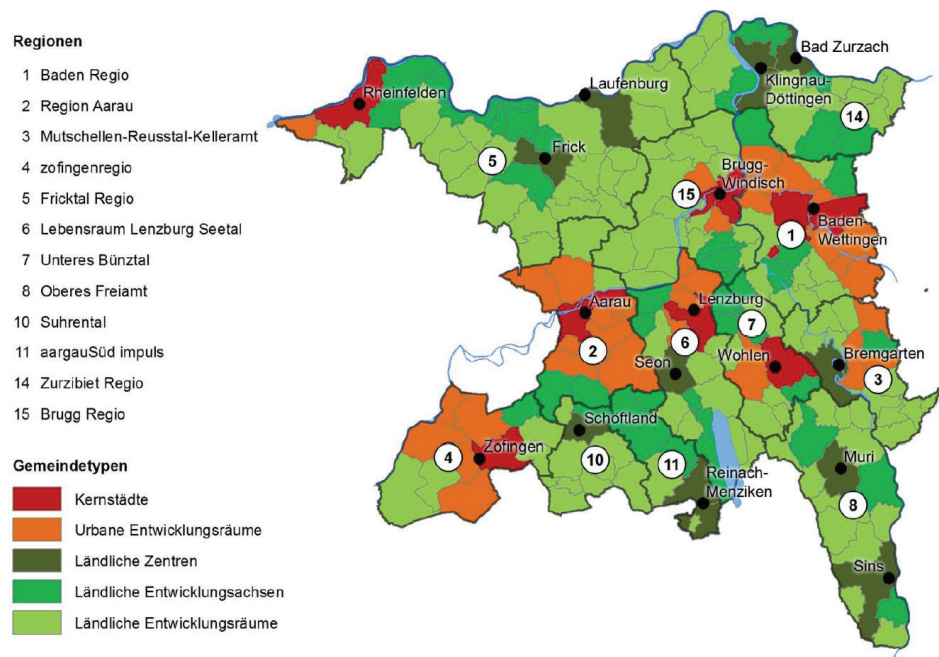 Regionen
1 Baden Regio
2 Region Aarau
3 Mutschellen-Reusstal-Kelleramt
4 zofingenregio
5 Fricktal Regio
6 Lebensraum Lenzburg Seetal
7 Unteres Bünztal
8 Oberes Freiamt
10 Suhrental
11 aargauSüd impuls
14 Zurzibiet Regio
15 Brugg Regio
Gemeindetypen
Kernstädte
Urbane Entwicklungsräume
Ländliche Zentren
Ländliche Entwicklungsachsen
Ländliche Entwicklungsräume
Bad Zurzach
Klingnau-
Döttingen
Laufenburg
Rheinfelden
14
Frick
5
Brugg-
Windisch
15
Baden-
Wettingen
1
Aarau
Lenzburg
7
2
6
Wohlen
Bremgarten
Seon
3
Schöftland
Zofingen
4
10
11
Muri
Reinach-
Menziken
8
Sins